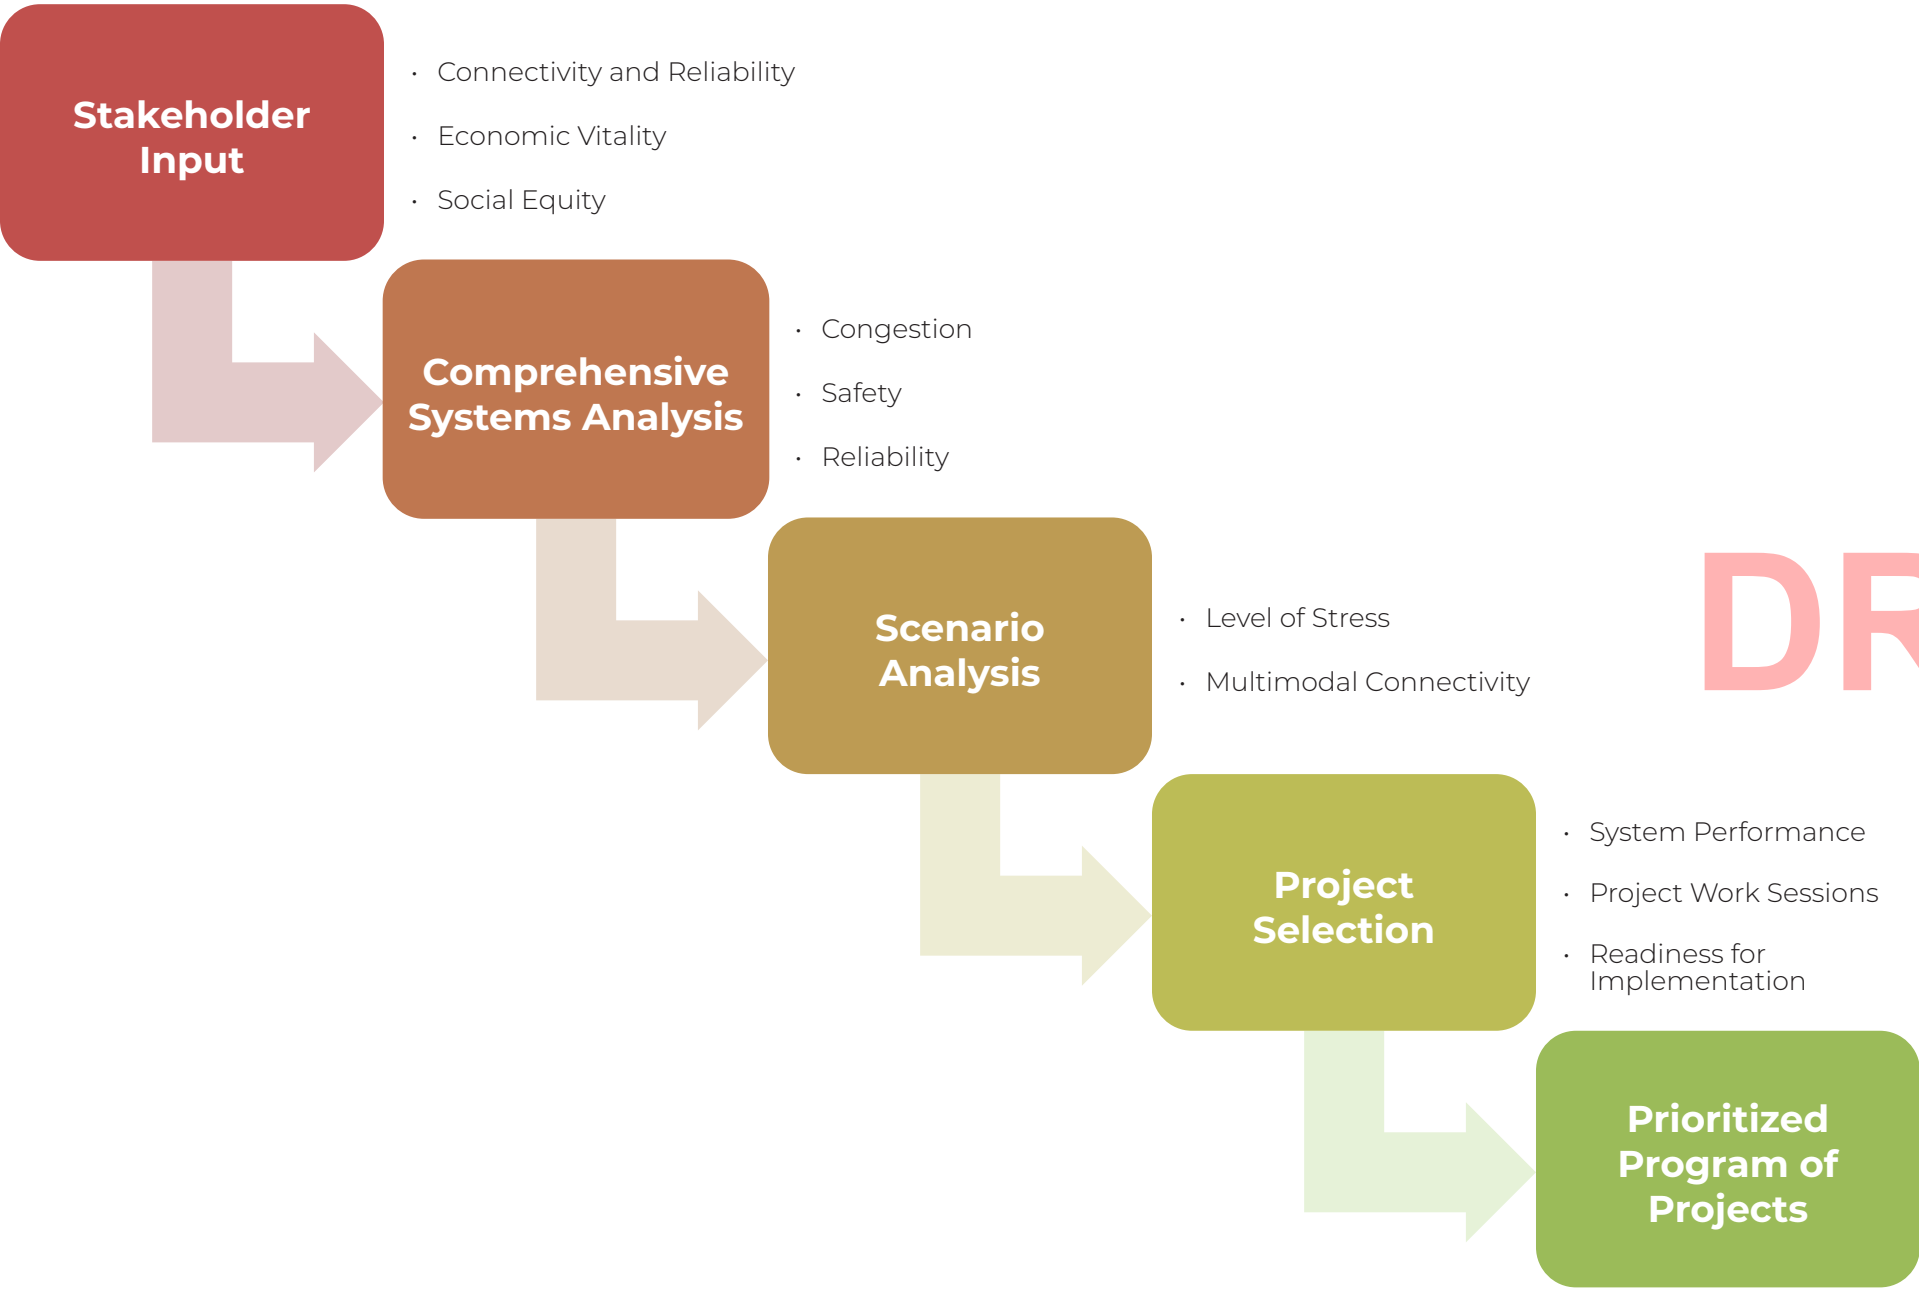 Stakeholder
Input
• Connectivity and Reliability
• Economic Vitality
• Social Equity
Comprehensive
Systems Analysis
• Congestion
• Safety
• Reliability
Scenario
Analysis
• Level of Stress
• Multimodal Connectivity
DR
Project
Selection
• System Performance
• Project Work Sessions
• Readiness for
Implementation
Prioritized
Program of
Projects